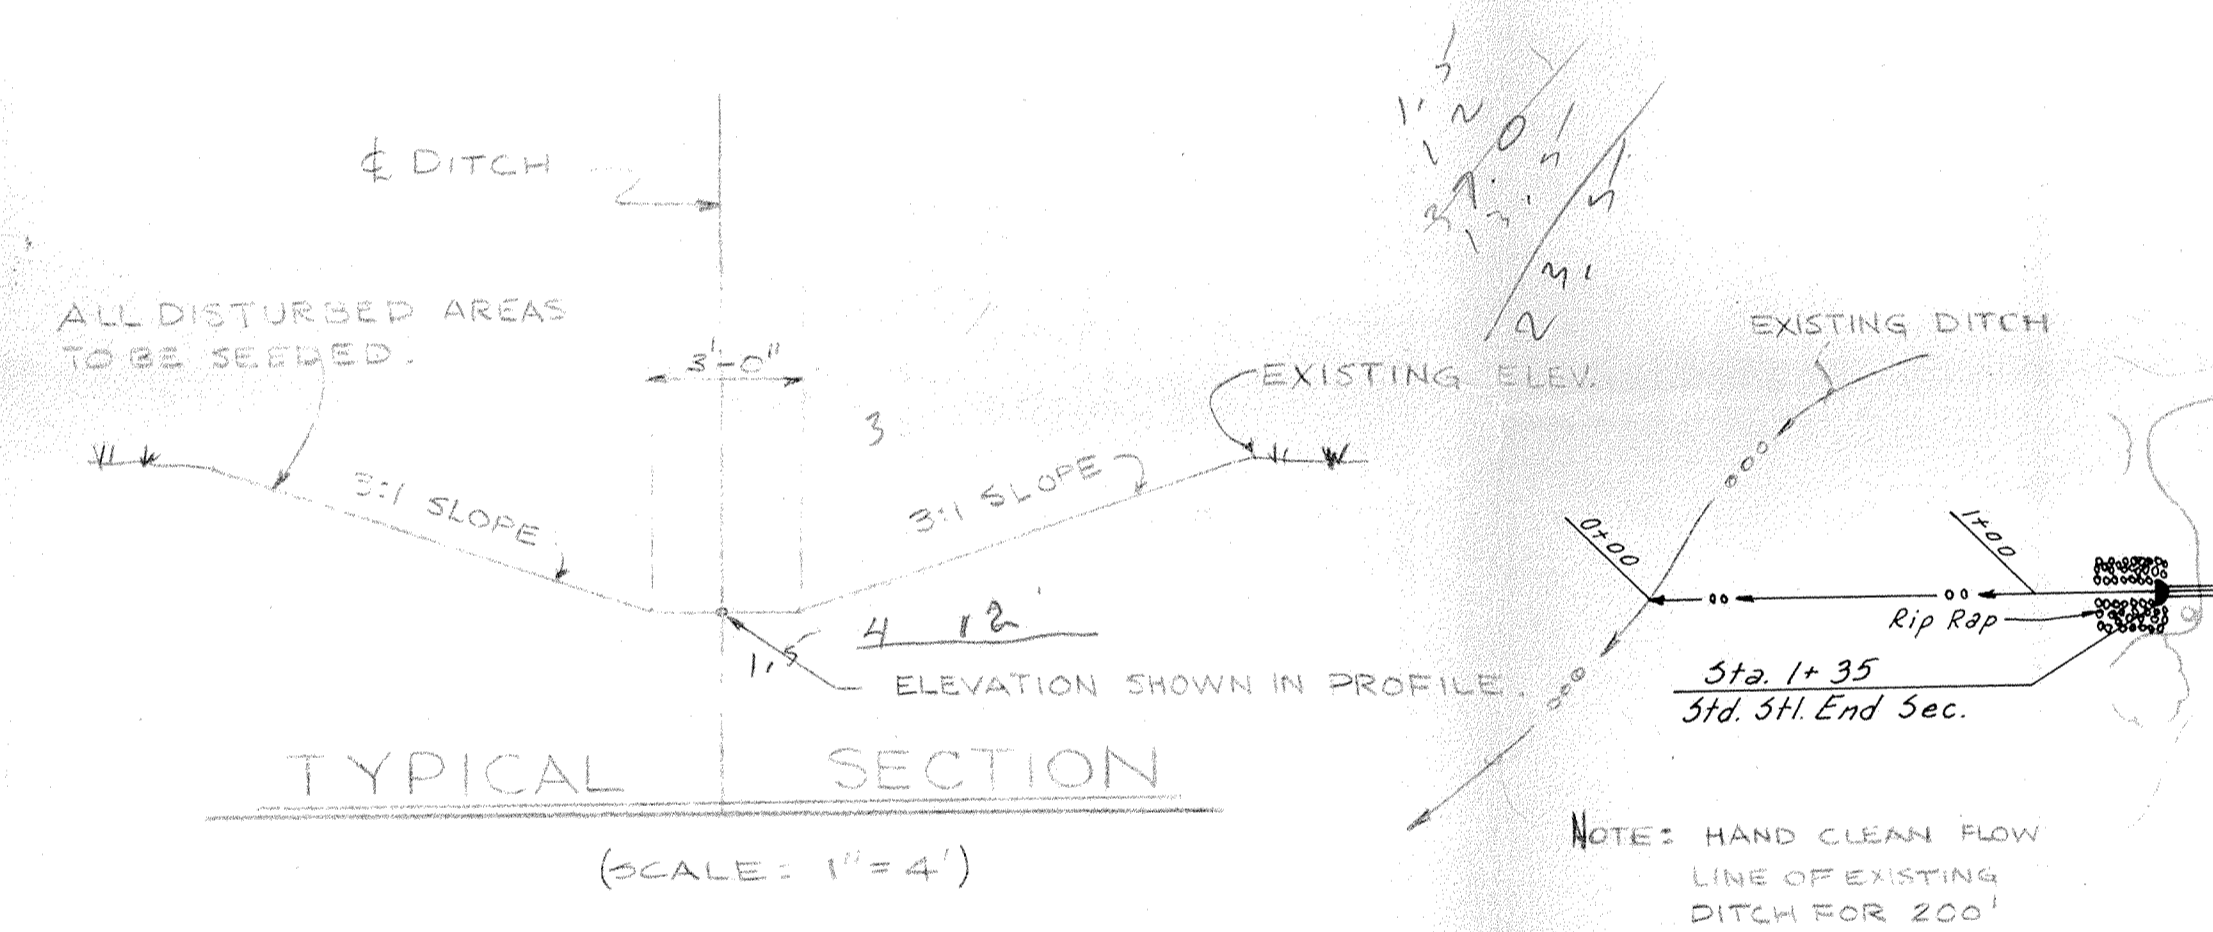 ℄ DITCH
ALL DISTURBED AREAS
TO BE SEEDED.
3'-0"
EXISTING ELEV.
3
3:1 SLOPE
3:1 SLOPE
4 12'
1.5
ELEVATION SHOWN IN PROFILE.
TYPICAL SECTION
(SCALE: 1"=4')
EXISTING DITCH
0+00
1+00
Rip Rap
Sta. 1+35
Std. Stl. End Sec.
NOTE: HAND CLEAN FLOW
LINE OF EXISTING
DITCH FOR 200'